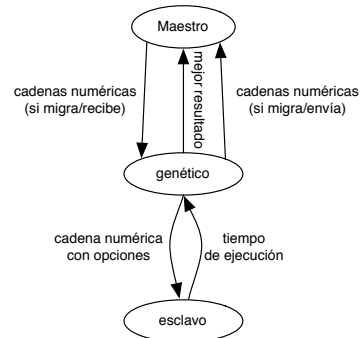 Maestro
cadenas numéricas
(si migra/recibe)
mejor resultado
cadenas numéricas
(si migra/envía)
genético
cadena numérica
con opciones
tiempo
de ejecución
esclavo